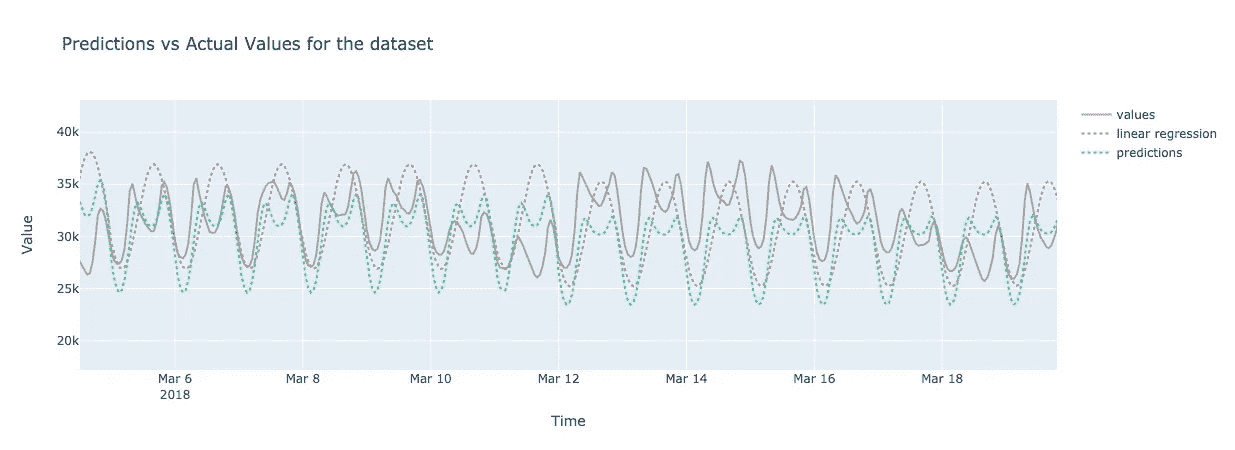 Predictions vs Actual Values for the dataset
values
linear regression
predictions
40k
35k
30k
25k
20k
Value
Mar 6
2018
Mar 8
Mar 10
Mar 12
Mar 14
Mar 16
Mar 18
Time